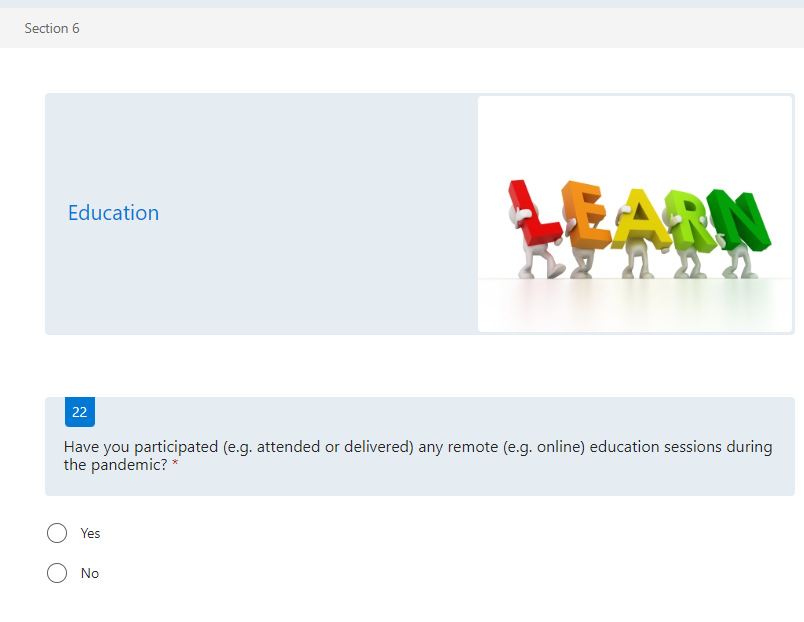 Section 6
Education
LEARN
22
Have you participated (e.g. attended or delivered) any remote (e.g. online) education sessions during
the pandemic? *
Yes
No